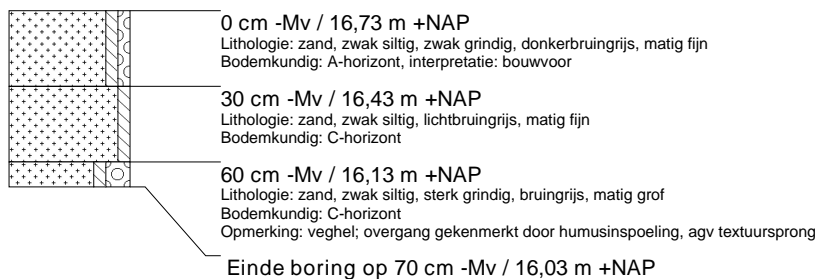 0 cm -Mv / 16,73 m +NAP
Lithologie: zand, zwak siltig, zwak grindig, donkerbruingrijs, matig fijn
Bodemkundig: A-horizont, interpretatie: bouwvoor
30 cm -Mv / 16,43 m +NAP
Lithologie: zand, zwak siltig, lichtbruingrijs, matig fijn
Bodemkundig: C-horizont
60 cm -Mv / 16,13 m +NAP
Lithologie: zand, zwak siltig, sterk grindig, bruingrijs, matig grof
Bodemkundig: C-horizont
Opmerking: veghel; overgang gekenmerkt door humusinspoeling, agv textuursprong
Einde boring op 70 cm -Mv / 16,03 m +NAP